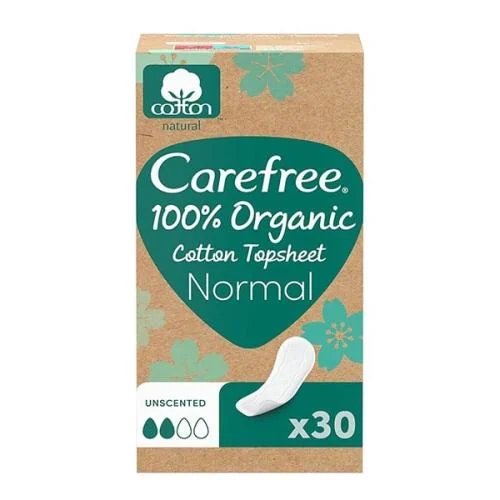 cotton
natural
Carefree®
100% Organic
Cotton Topsheet
Normal
UNSCENTED
x30